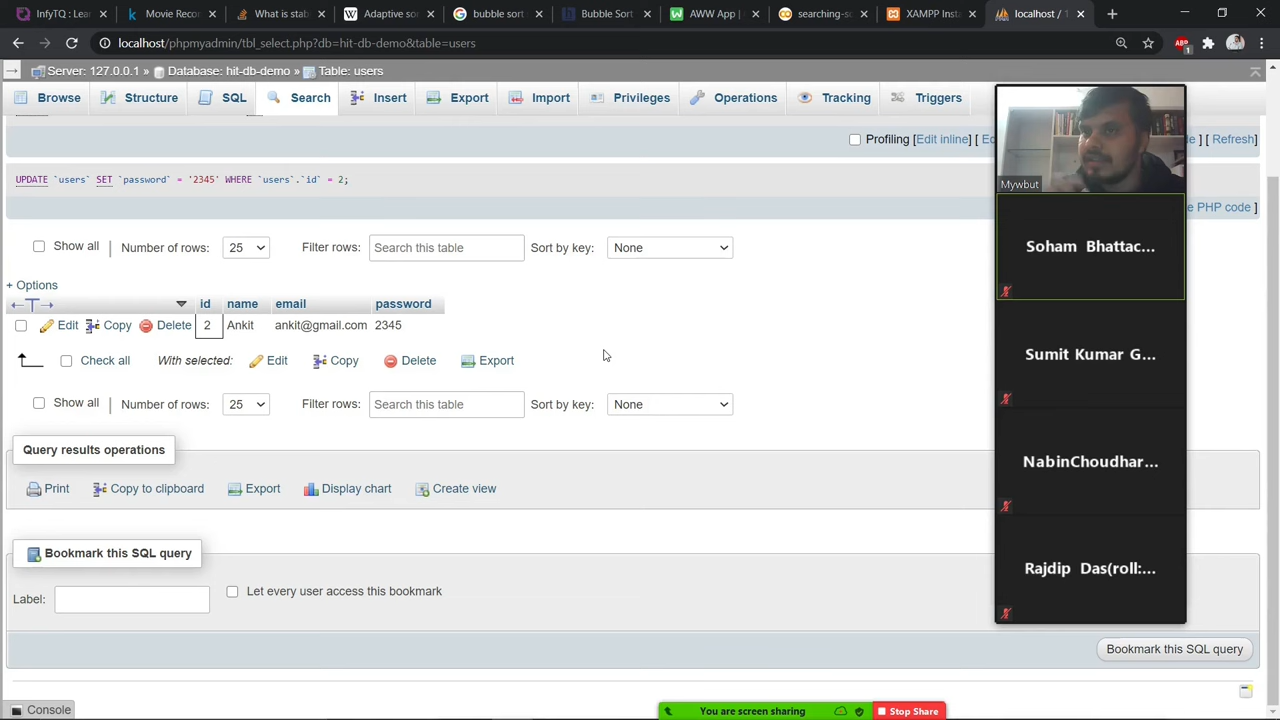 InfyTQ : Lea
Movie Reco
What is stab
Adaptive so
bubble sort
Bubble Sort
AWW App |
searching-s
XAMPP Insta
localhost / 1
localhost/phpmyadmin/tbl_select.php?db=hit-db-demo&table=users
1
Server: 127.0.0.1 » Database: hit-db-demo » Table: users
Browse Structure SQL Search Insert Export Import Privileges Operations Tracking Triggers
Profiling [Edit inline] [ Ed
e ] [ Refresh]
UPDATE `users` SET `password` = '2345' WHERE `users`.`id` = 2;
e PHP code ]
Show all | Number of rows: 25 Filter rows: Search this table Sort by key: None
+ Options
←T→ id name email password
Edit Copy Delete 2 Ankit ankit@gmail.com 2345
Check all With selected: Edit Copy Delete Export
Show all | Number of rows: 25 Filter rows: Search this table Sort by key: None
Query results operations
Print Copy to clipboard Export Display chart Create view
Bookmark this SQL query
Label: Let every user access this bookmark
Bookmark this SQL query
Console
Mywbut
Soham Bhattac...
Sumit Kumar G...
NabinChoudhar...
Rajdip Das(roll:...
You are screen sharing
Stop Share